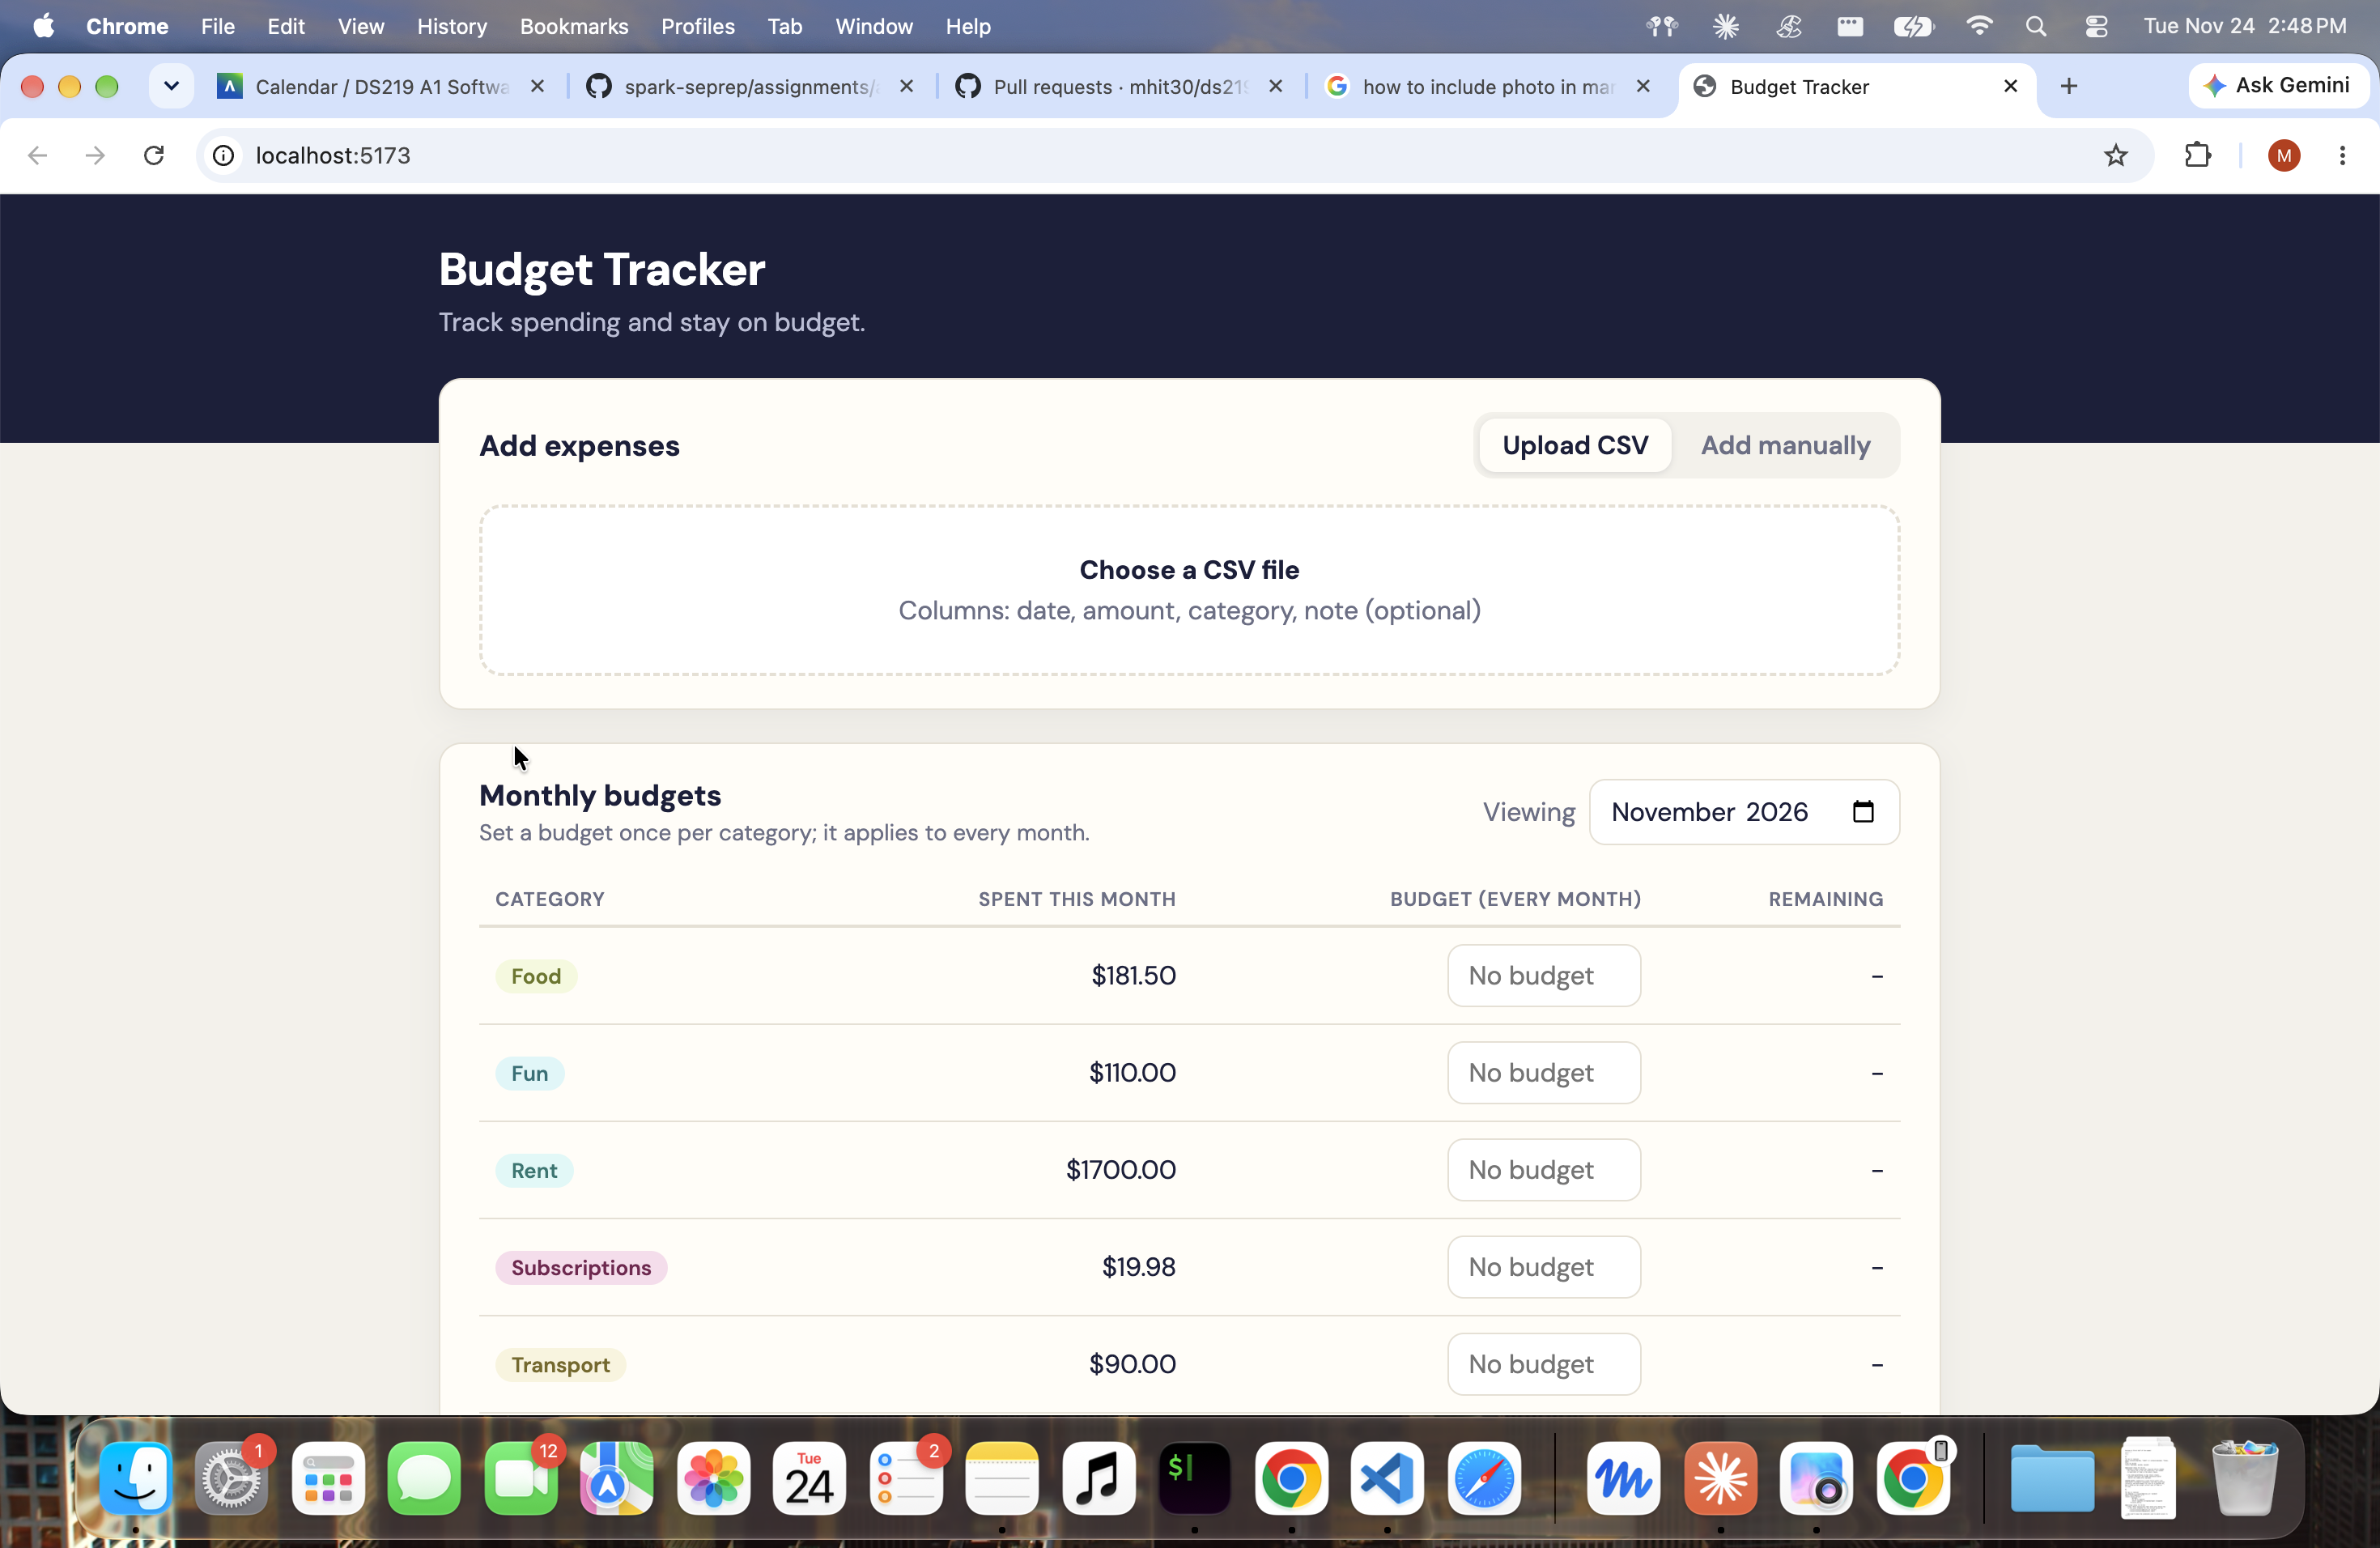 Chrome File Edit View History Bookmarks Profiles Tab Window Help Tue Nov 24 2:48 PM
Calendar / DS219 A1 Softwa spark-seprep/assignments/ Pull requests · mhit30/ds219 how to include photo in mar Budget Tracker Ask Gemini
localhost:5173 M
Budget Tracker
Track spending and stay on budget.
Add expenses Upload CSV Add manually
Choose a CSV file
Columns: date, amount, category, note (optional)
Monthly budgets
Set a budget once per category; it applies to every month.
Viewing November 2026
CATEGORY SPENT THIS MONTH BUDGET (EVERY MONTH) REMAINING
Food $181.50 No budget –
Fun $110.00 No budget –
Rent $1700.00 No budget –
Subscriptions $19.98 No budget –
Transport $90.00 No budget –
1 12 Tue 24 2 $